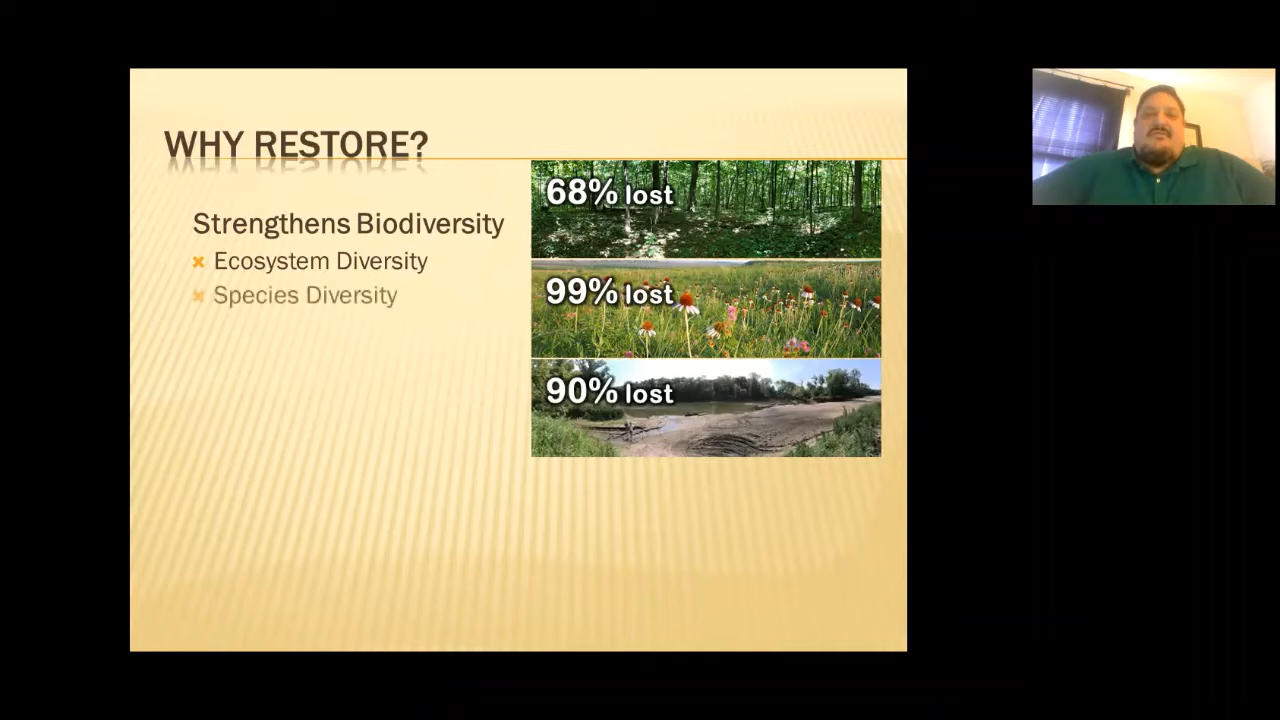 WHY RESTORE?
Strengthens Biodiversity
Ecosystem Diversity
Species Diversity
68% lost
99% lost
90% lost